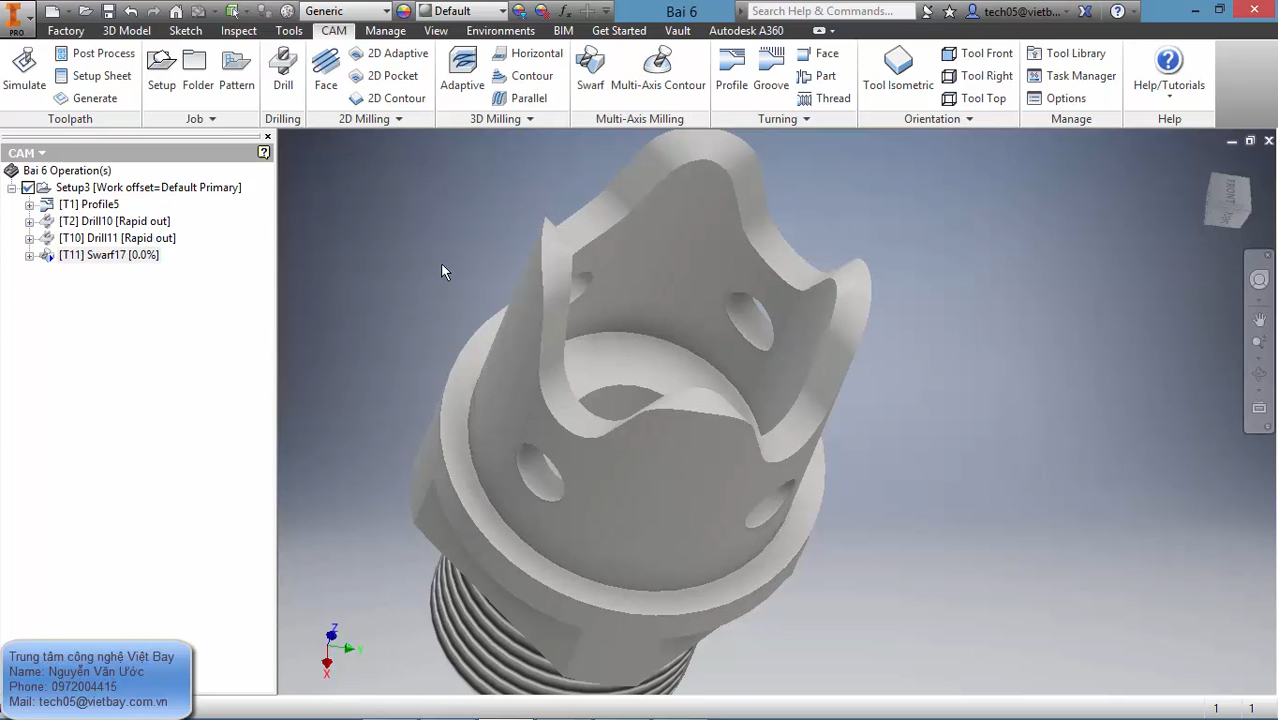 PRO
Generic
Default
Bai 6
Search Help & Commands...
tech05@vietb...
Factory
3D Model
Sketch
Inspect
Tools
CAM
Manage
View
Environments
BIM
Get Started
Vault
Autodesk A360
Simulate
Post Process
Setup Sheet
Generate
Toolpath
Setup
Folder
Pattern
Job
Drill
Drilling
Face
2D Adaptive
2D Pocket
2D Contour
2D Milling
Adaptive
Horizontal
Contour
Parallel
3D Milling
Swarf
Multi-Axis Contour
Multi-Axis Milling
Profile
Groove
Face
Part
Thread
Turning
Tool Isometric
Tool Front
Tool Right
Tool Top
Orientation
Tool Library
Task Manager
Options
Manage
Help/Tutorials
Help
CAM
Bai 6 Operation(s)
Setup3 [Work offset=Default Primary]
[T1] Profile5
[T2] Drill10 [Rapid out]
[T10] Drill11 [Rapid out]
[T11] Swarf17 [0.0%]
FRONT
Z
Y
X
Trung tâm công nghệ Việt Bay
Name: Nguyễn Văn Ước
Phone: 0972004415
Mail: tech05@vietbay.com.vn
1 1